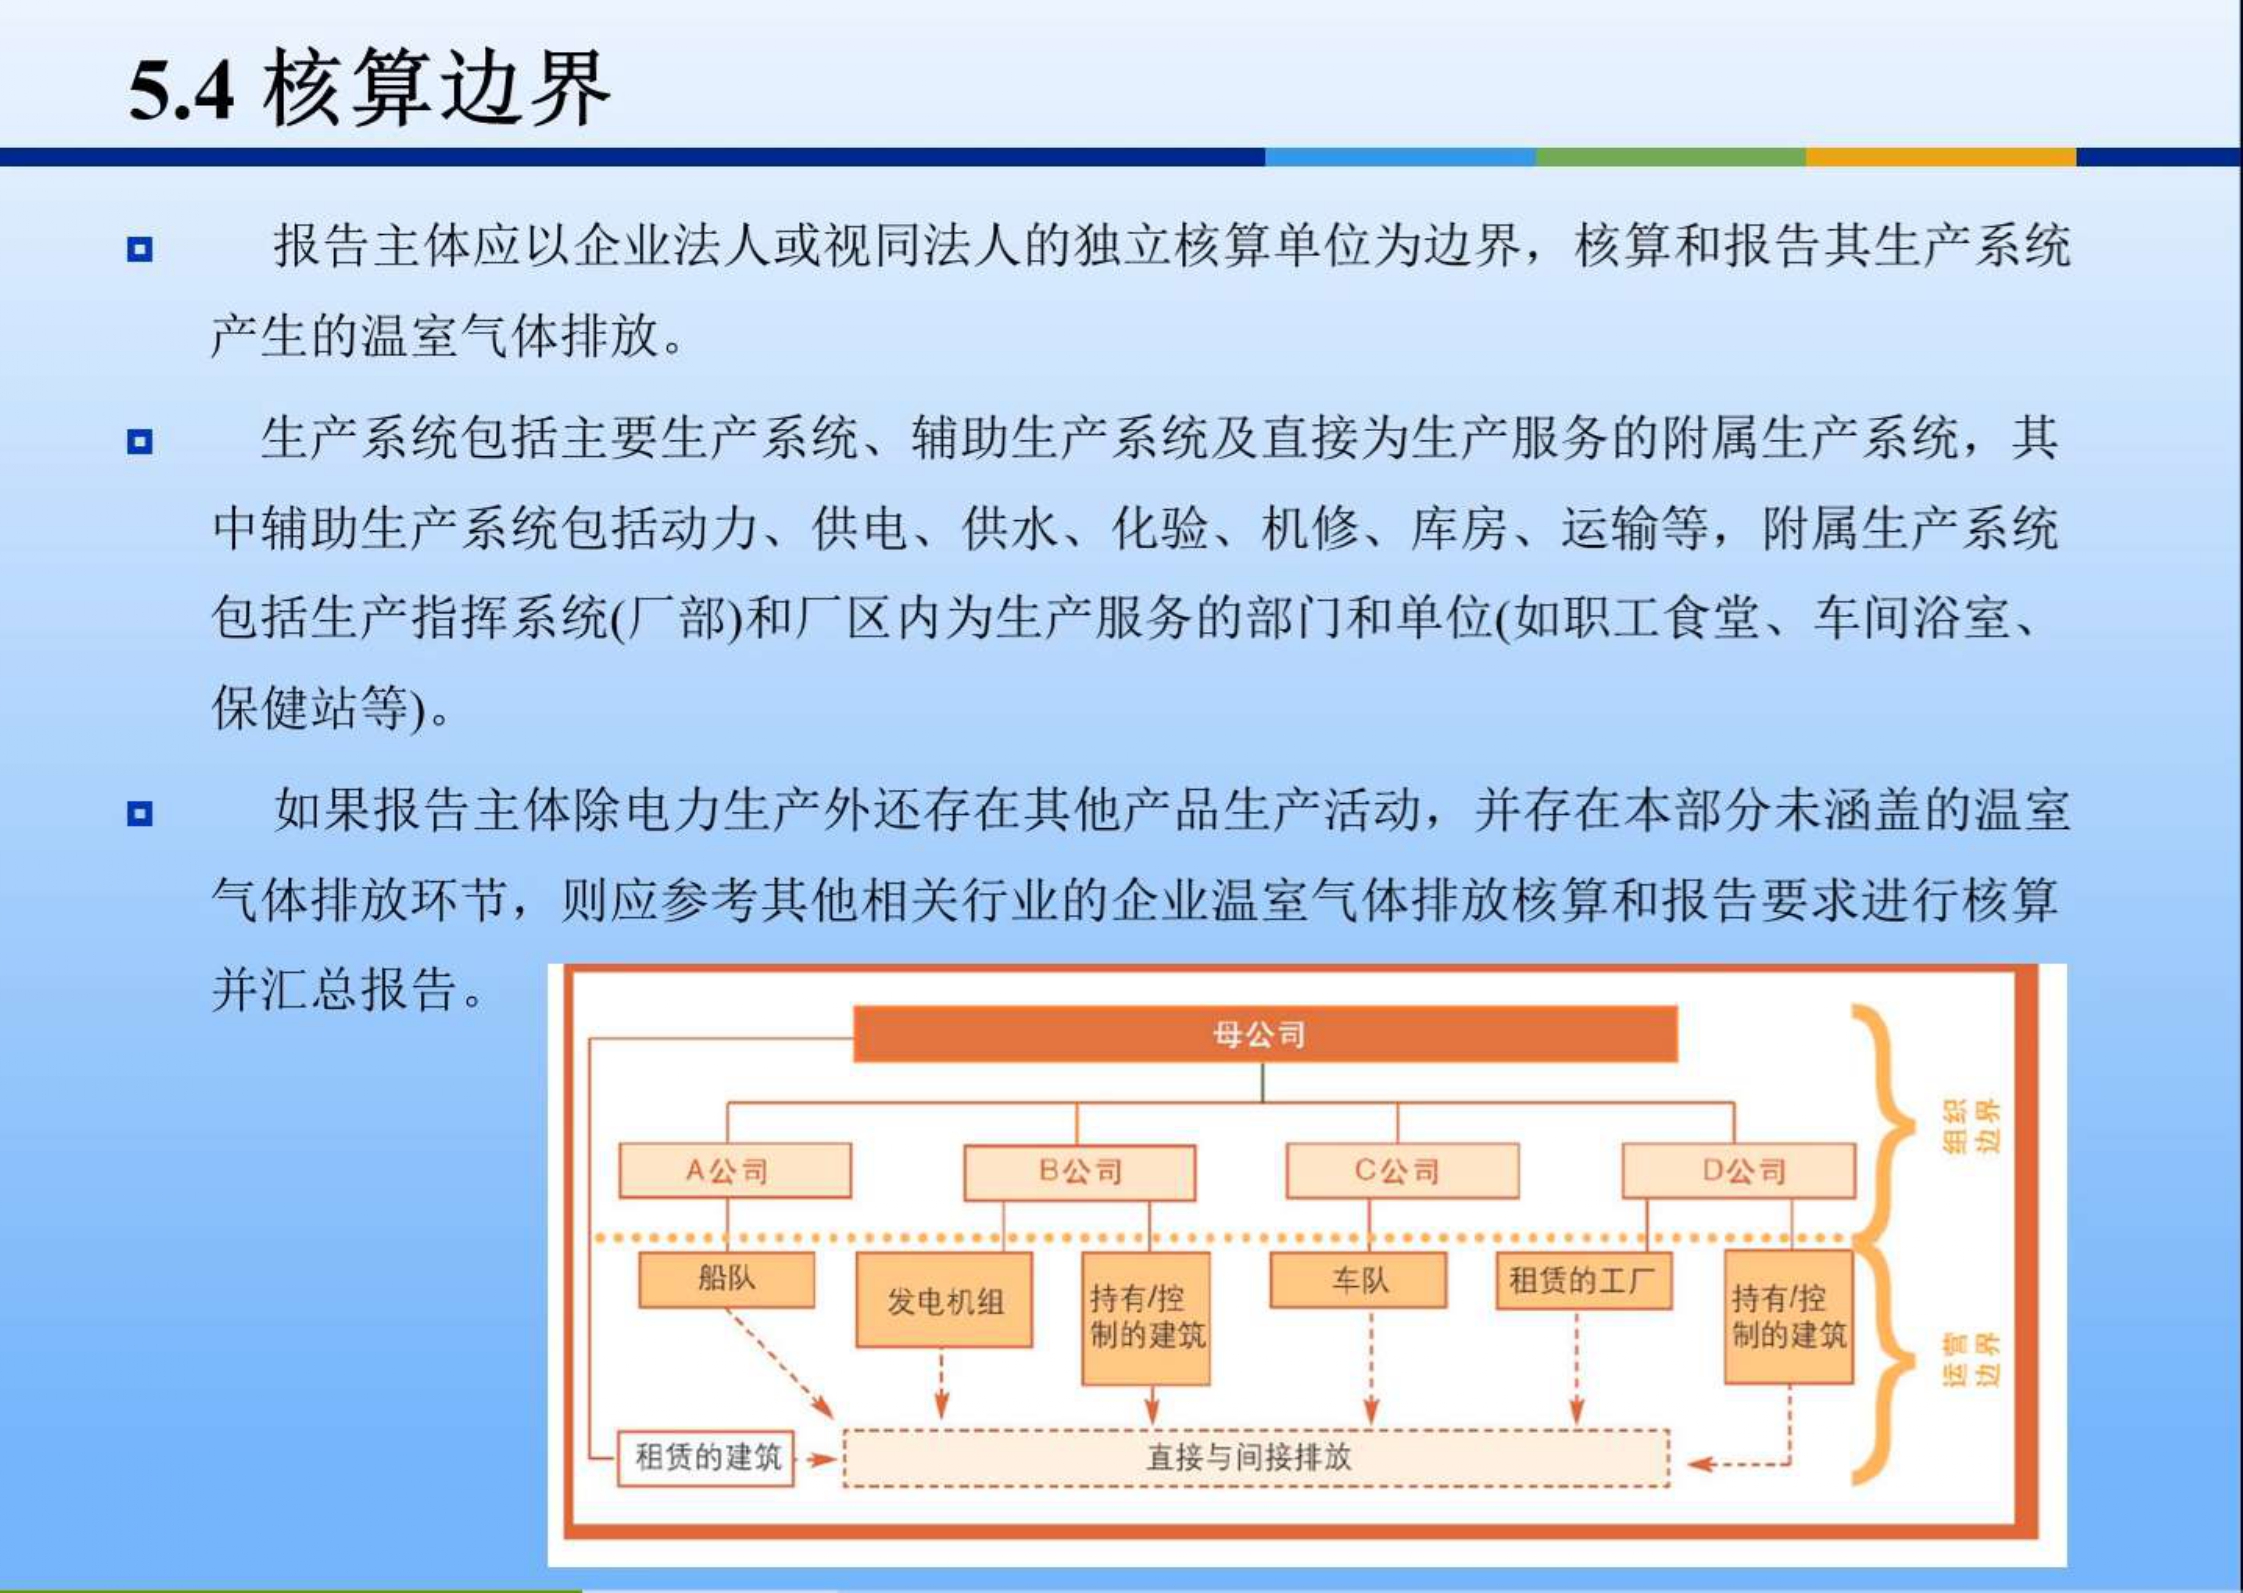 5.4 核算边界
报告主体应以企业法人或视同法人的独立核算单位为边界，核算和报告其生产系统
产生的温室气体排放。
生产系统包括主要生产系统、辅助生产系统及直接为生产服务的附属生产系统，其
中辅助生产系统包括动力、供电、供水、化验、机修、库房、运输等，附属生产系统
包括生产指挥系统(厂部)和厂区内为生产服务的部门和单位(如职工食堂、车间浴室、
保健站等)。
如果报告主体除电力生产外还存在其他产品生产活动，并存在本部分未涵盖的温室
气体排放环节，则应参考其他相关行业的企业温室气体排放核算和报告要求进行核算
并汇总报告。
母公司
组织
边界
A公司
B公司
C公司
D公司
船队
发电机组
持有/控
制的建筑
车队
租赁的工厂
持有/控
制的建筑
运营
边界
租赁的建筑
直接与间接排放